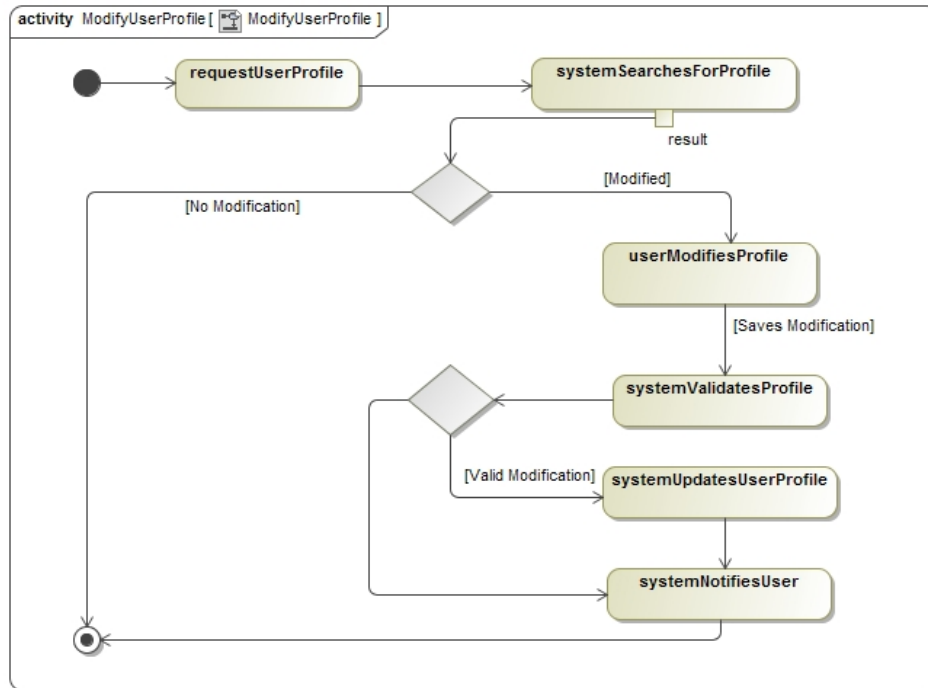 activity ModifyUserProfile [ ModifyUserProfile ]
requestUserProfile
systemSearchesForProfile
result
[Modified]
[No Modification]
userModifiesProfile
[Saves Modification]
systemValidatesProfile
[Valid Modification]
systemUpdatesUserProfile
systemNotifiesUser